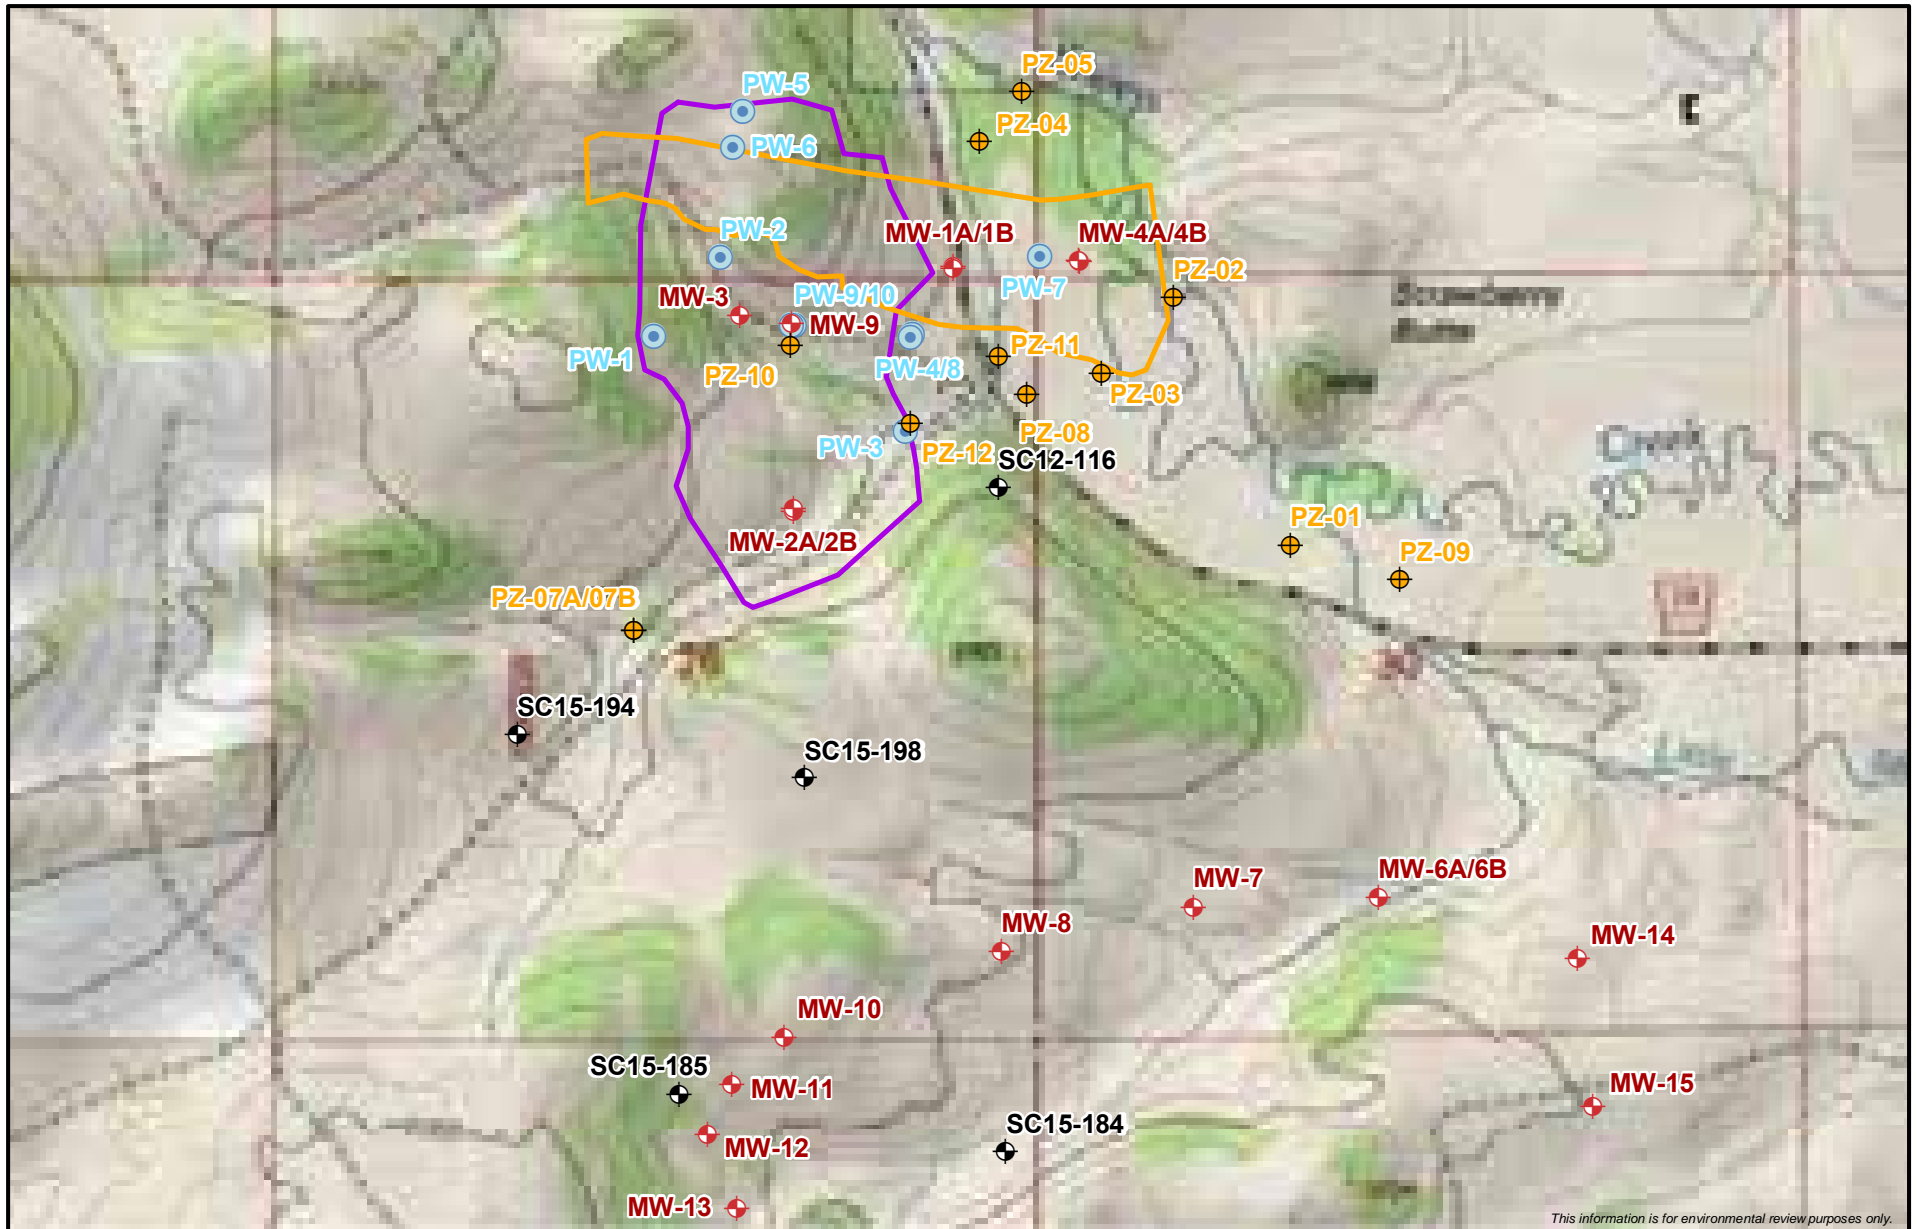 PZ-05
PW-5
PZ-04
PW-6
PW-2
MW-1A/1B
MW-4A/4B
PZ-02
PW-7
MW-3
PW-9/10
MW-9
PW-1
PZ-11
PZ-10
PW-4/8
PZ-03
PZ-08
PW-3
PZ-12
SC12-116
Creek
PZ-01
MW-2A/2B
PZ-09
PZ-07A/07B
SC15-194
SC15-198
MW-7
MW-6A/6B
MW-8
MW-14
MW-10
SC15-185
MW-11
MW-15
SC15-184
MW-12
MW-13
This information is for environmental review purposes only.